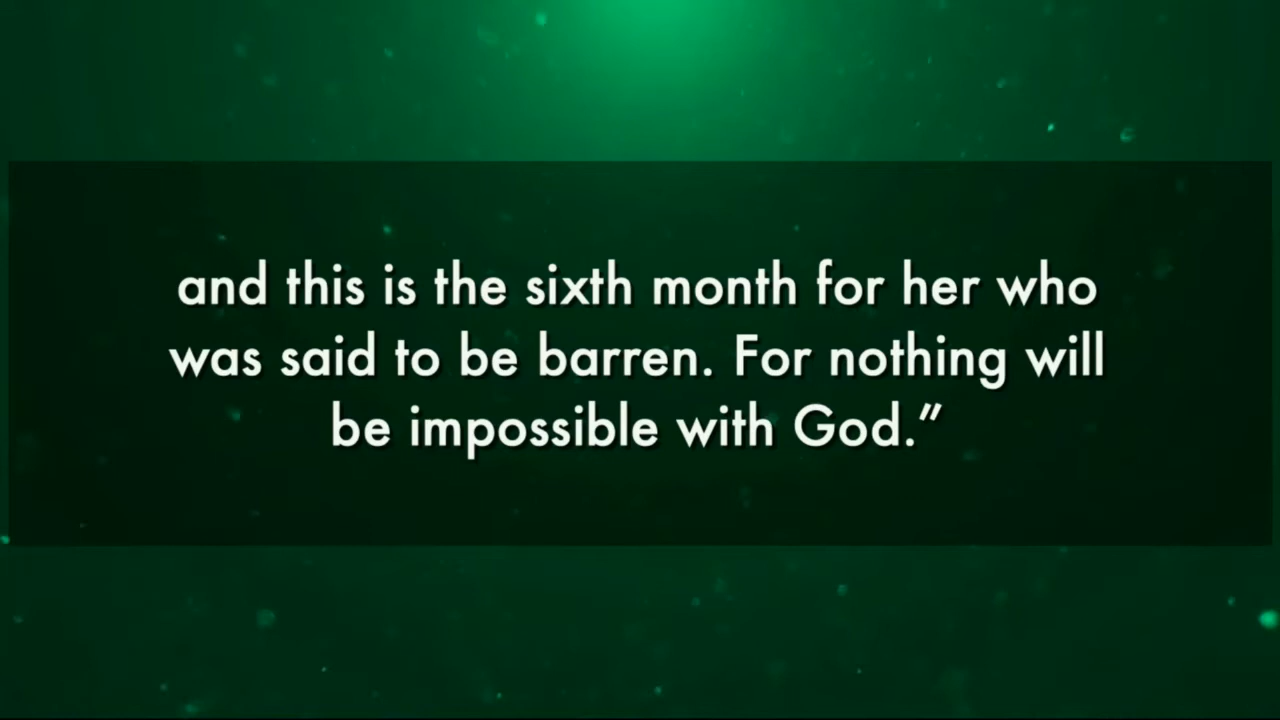 and this is the sixth month for her who
was said to be barren. For nothing will
be impossible with God.”